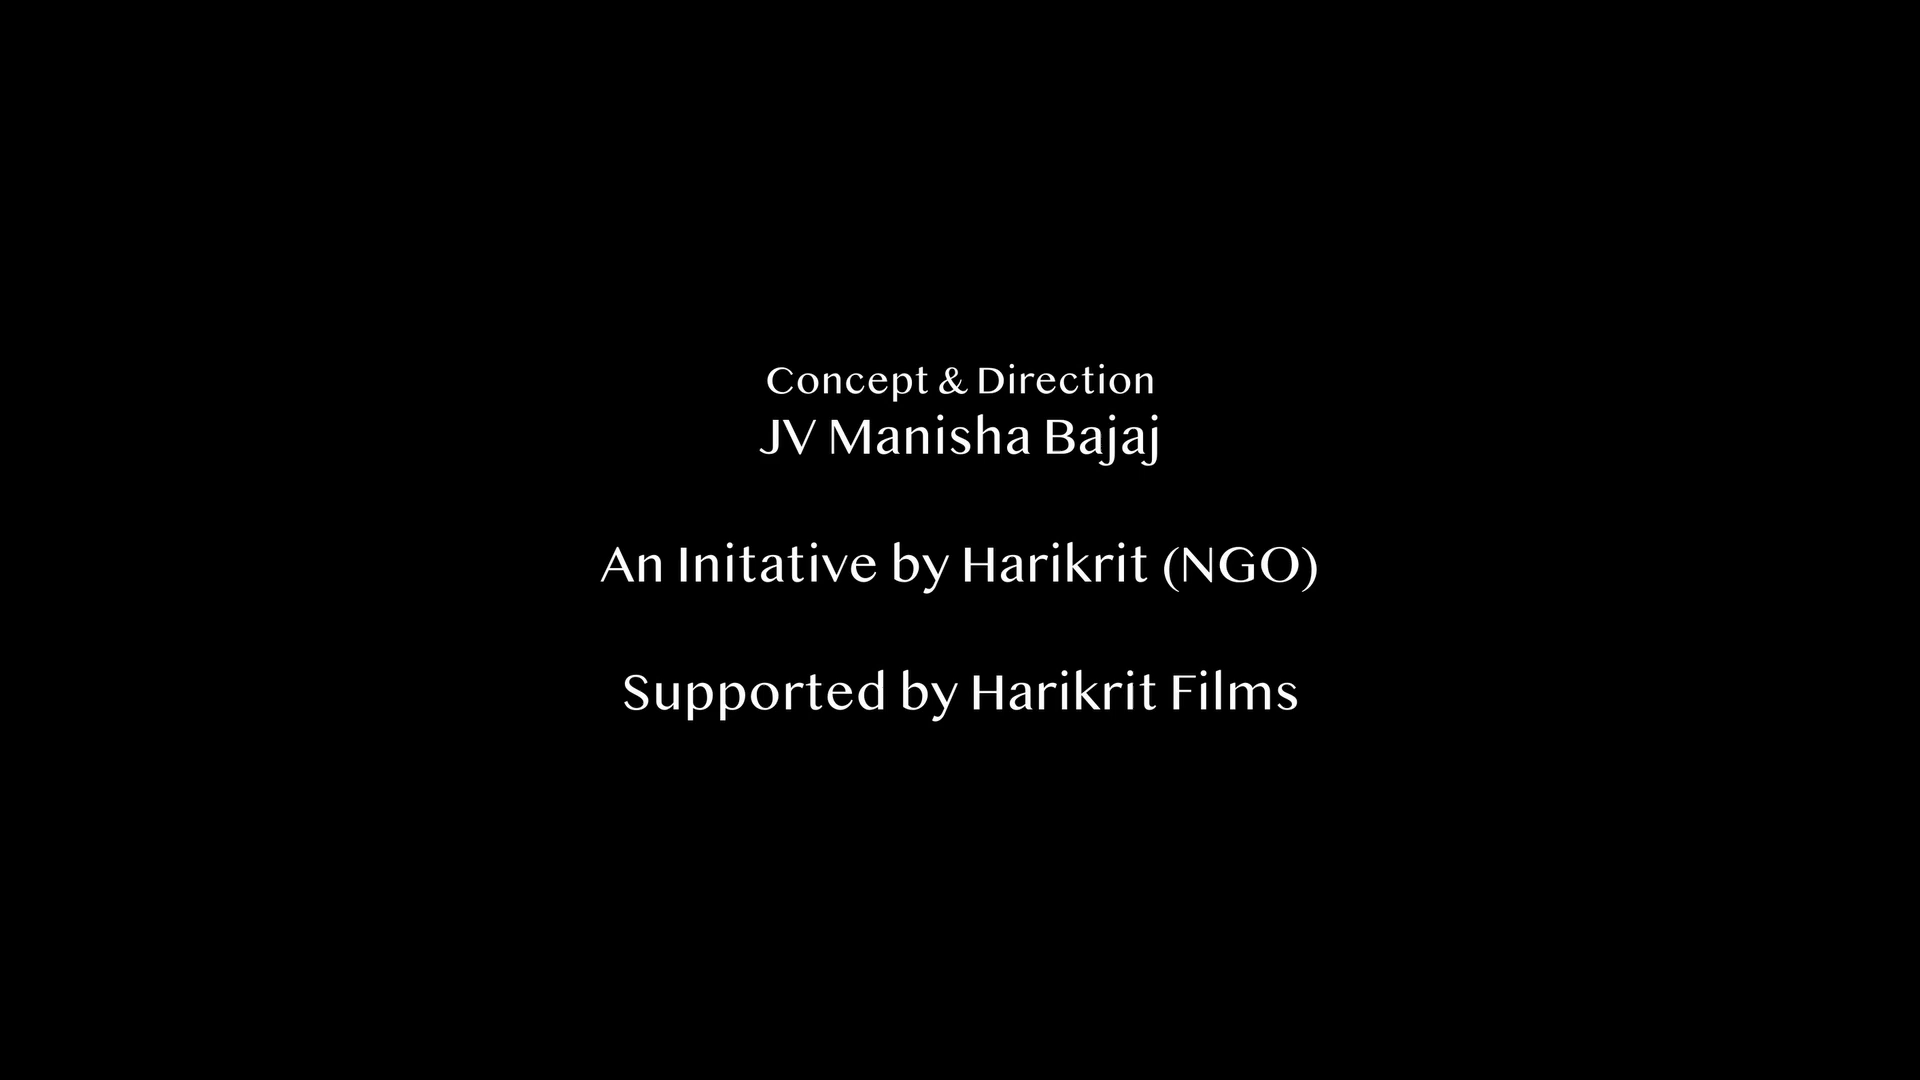 Concept & Direction
JV Manisha Bajaj
An Initative by Harikrit (NGO)
Supported by Harikrit Films